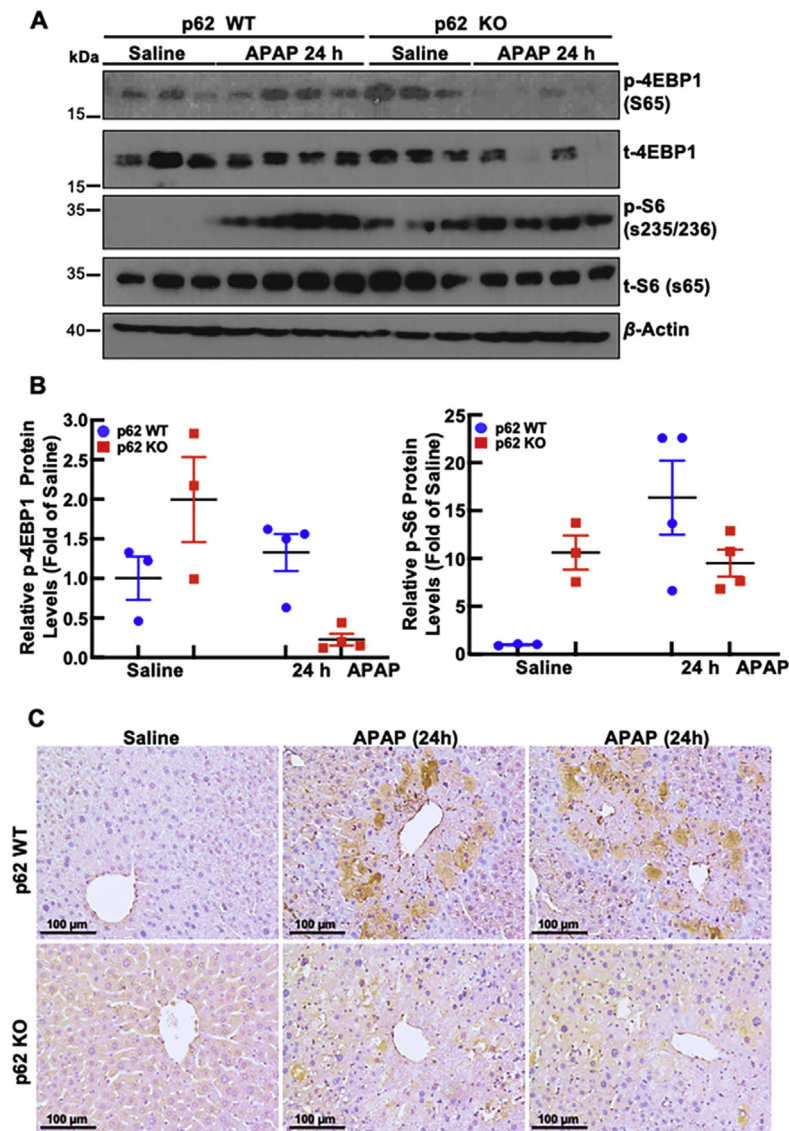 A
p62 WT p62 KO
kDa Saline APAP 24 h Saline APAP 24 h
p-4EBP1
(S65)
15
t-4EBP1
15
35
p-S6
(s235/236)
35
t-S6 (s65)
40
β-Actin
B
Relative p-4EBP1 Protein
Levels (Fold of Saline)
3.0
2.5
2.0
1.5
1.0
0.5
0.0
p62 WT
p62 KO
Saline 24 h APAP
Relative p-S6 Protein
Levels (Fold of Saline)
25
20
15
10
5
0
p62 WT
p62 KO
Saline 24 h APAP
C
Saline APAP (24h) APAP (24h)
p62 WT
100 µm 100 µm 100 µm
p62 KO
100 µm 100 µm 100 µm